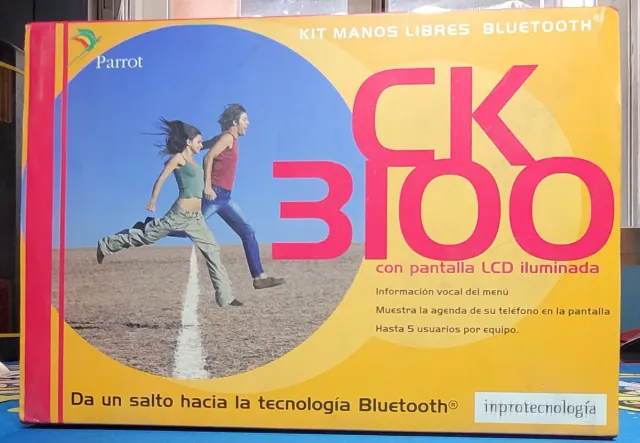 KIT MANOS LIBRES BLUETOOTH®
Parrot
CK
3100
con pantalla LCD iluminada
Información vocal del menú
Muestra la agenda de su teléfono en la pantalla
Hasta 5 usuarios por equipo.
Da un salto hacia la tecnología Bluetooth®
inprotecnología